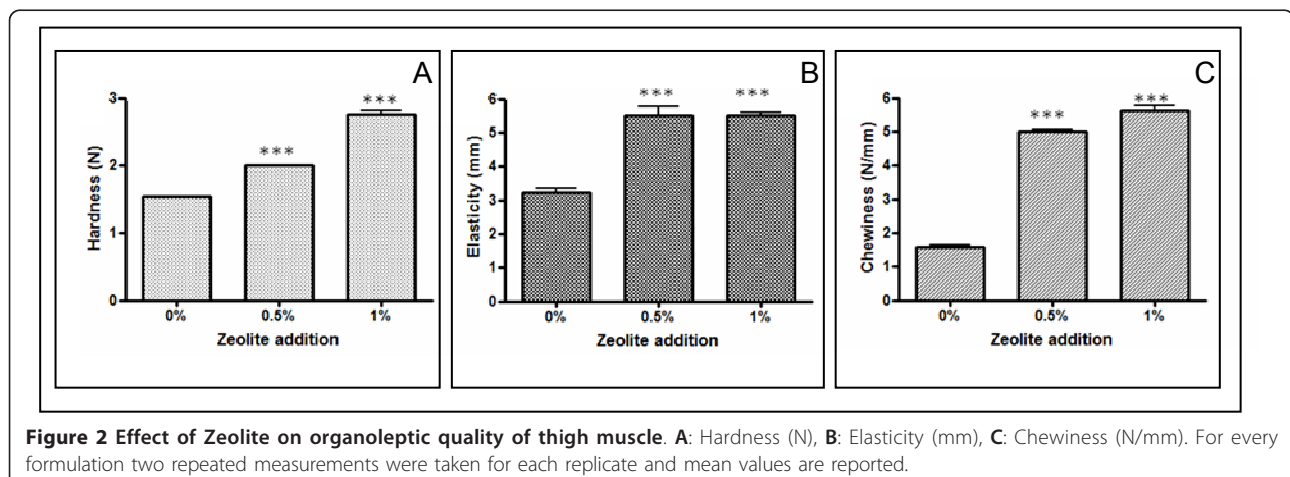 A
3
2
1
0
Hardness (N)
***
***
0% 0.5% 1%
Zeolite addition
B
6
5
4
3
2
1
0
Elasticity (mm)
*** ***
0% 0.5% 1%
Zeolite addition
C
6
5
4
3
2
1
0
Chewiness (N/mm)
***
***
0% 0.5% 1%
Zeolite addition
Figure 2 Effect of Zeolite on organoleptic quality of thigh muscle. A: Hardness (N), B: Elasticity (mm), C: Chewiness (N/mm). For every
formulation two repeated measurements were taken for each replicate and mean values are reported.